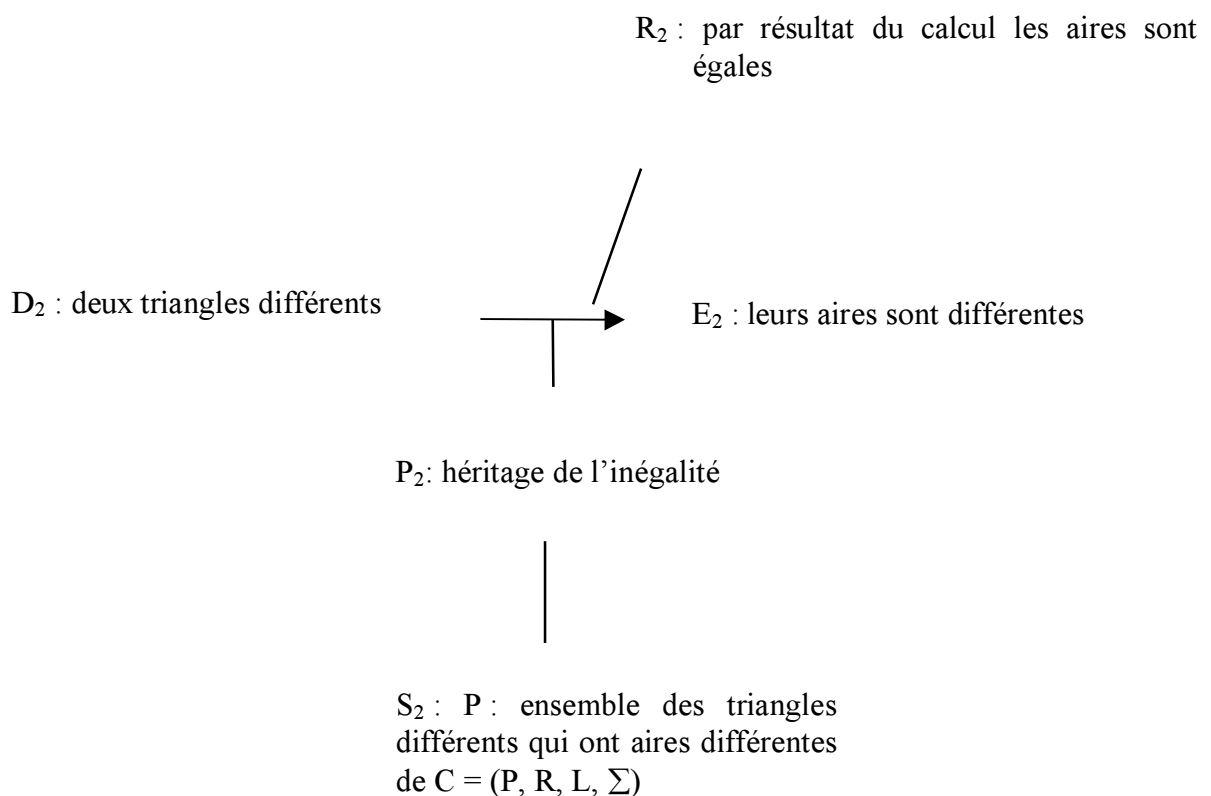 R₂ : par résultat du calcul les aires sont
égales
D₂ : deux triangles différents
E₂ : leurs aires sont différentes
P₂: héritage de l’inégalité
S₂ : P : ensemble des triangles
différents qui ont aires différentes
de C = (P, R, L, ∑)